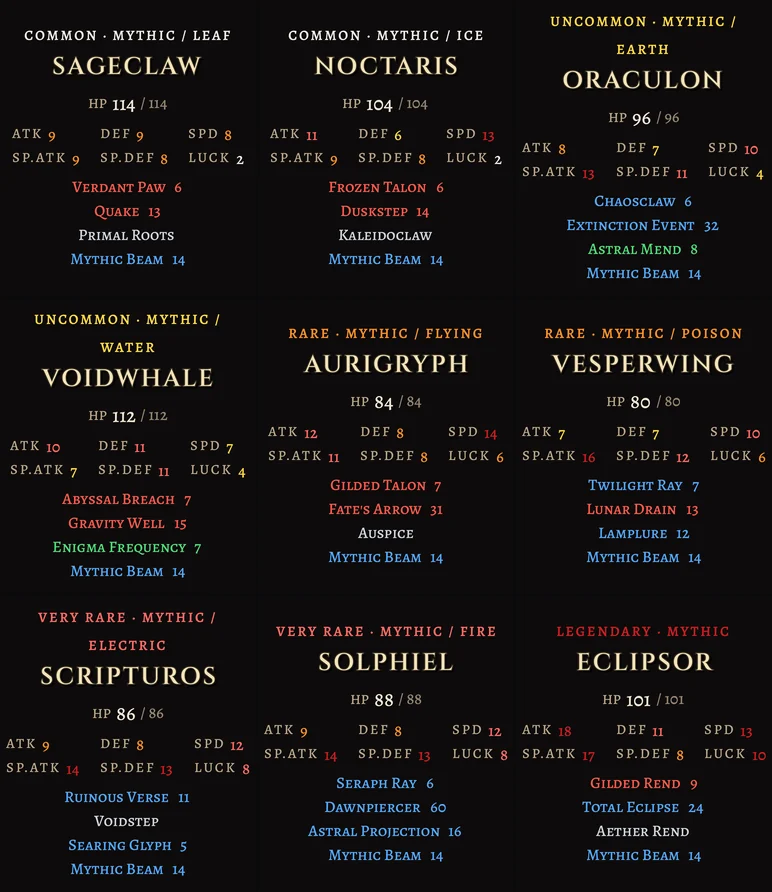 COMMON · MYTHIC / LEAF
SAGECLAW
HP 114 / 114
ATK 9 DEF 9 SPD 8
SP.ATK 9 SP.DEF 8 LUCK 2
VERDANT PAW 6
QUAKE 13
PRIMAL ROOTS
MYTHIC BEAM 14
COMMON · MYTHIC / ICE
NOCTARIS
HP 104 / 104
ATK 11 DEF 6 SPD 13
SP.ATK 9 SP.DEF 8 LUCK 2
FROZEN TALON 6
DUSKSTEP 14
KALEIDOCLAW
MYTHIC BEAM 14
UNCOMMON · MYTHIC /
EARTH
ORACULON
HP 96 / 96
ATK 8 DEF 7 SPD 10
SP.ATK 13 SP.DEF 11 LUCK 4
CHAOSCLAW 6
EXTINCTION EVENT 32
ASTRAL MEND 8
MYTHIC BEAM 14
UNCOMMON · MYTHIC /
WATER
VOIDWHALE
HP 112 / 112
ATK 10 DEF 11 SPD 7
SP.ATK 7 SP.DEF 11 LUCK 4
ABYSSAL BREACH 7
GRAVITY WELL 15
ENIGMA FREQUENCY 7
MYTHIC BEAM 14
RARE · MYTHIC / FLYING
AURIGRYPH
HP 84 / 84
ATK 12 DEF 8 SPD 14
SP.ATK 11 SP.DEF 8 LUCK 6
GILDED TALON 7
FATE'S ARROW 31
AUSPICE
MYTHIC BEAM 14
RARE · MYTHIC / POISON
VESPERWING
HP 80 / 80
ATK 7 DEF 7 SPD 10
SP.ATK 16 SP.DEF 12 LUCK 6
TWILIGHT RAY 7
LUNAR DRAIN 13
LAMPLURE 12
MYTHIC BEAM 14
VERY RARE · MYTHIC /
ELECTRIC
SCRIPTUROS
HP 86 / 86
ATK 9 DEF 8 SPD 12
SP.ATK 14 SP.DEF 13 LUCK 8
RUINOUS VERSE 11
VOIDSTEP
SEARING GLYPH 5
MYTHIC BEAM 14
VERY RARE · MYTHIC / FIRE
SOLPHIEL
HP 88 / 88
ATK 9 DEF 8 SPD 12
SP.ATK 14 SP.DEF 13 LUCK 8
SERAPH RAY 6
DAWNPIERCER 60
ASTRAL PROJECTION 16
MYTHIC BEAM 14
LEGENDARY · MYTHIC
ECLIPSOR
HP 101 / 101
ATK 18 DEF 11 SPD 13
SP.ATK 17 SP.DEF 8 LUCK 10
GILDED REND 9
TOTAL ECLIPSE 24
AETHER REND
MYTHIC BEAM 14